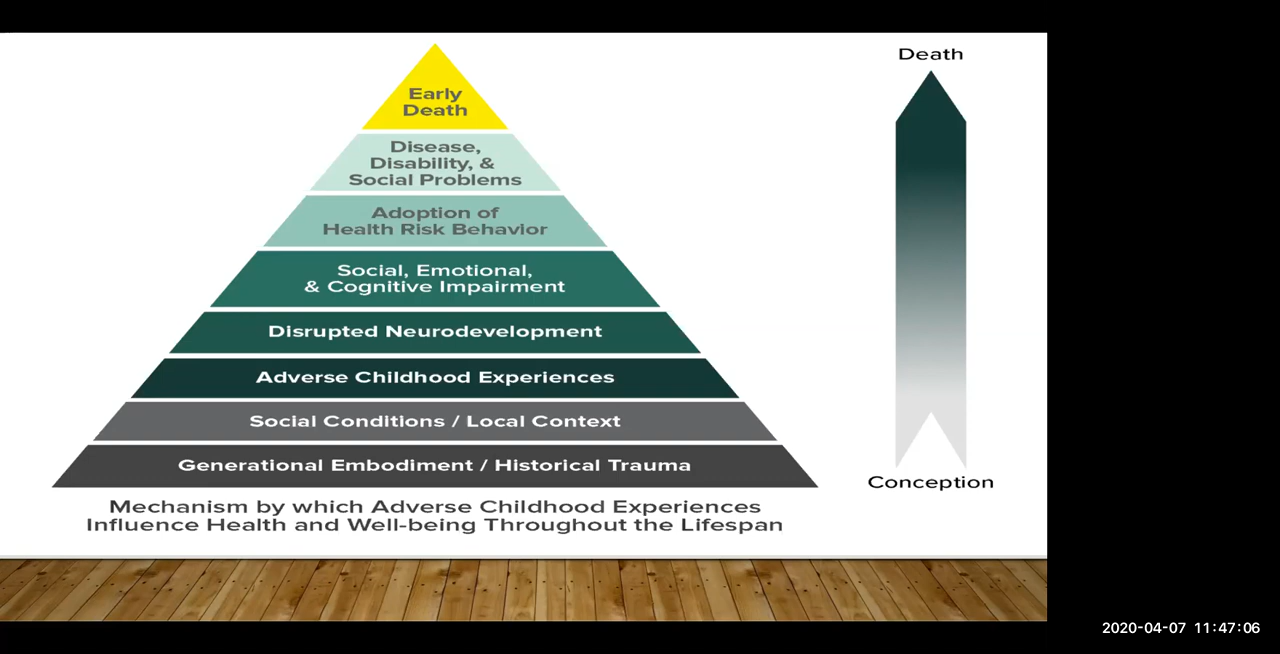 Death
Early
Death
Disease,
Disability, &
Social Problems
Adoption of
Health Risk Behavior
Social, Emotional,
& Cognitive Impairment
Disrupted Neurodevelopment
Adverse Childhood Experiences
Social Conditions / Local Context
Generational Embodiment / Historical Trauma
Conception
Mechanism by which Adverse Childhood Experiences
Influence Health and Well-being Throughout the Lifespan
2020-04-07 11:47:06